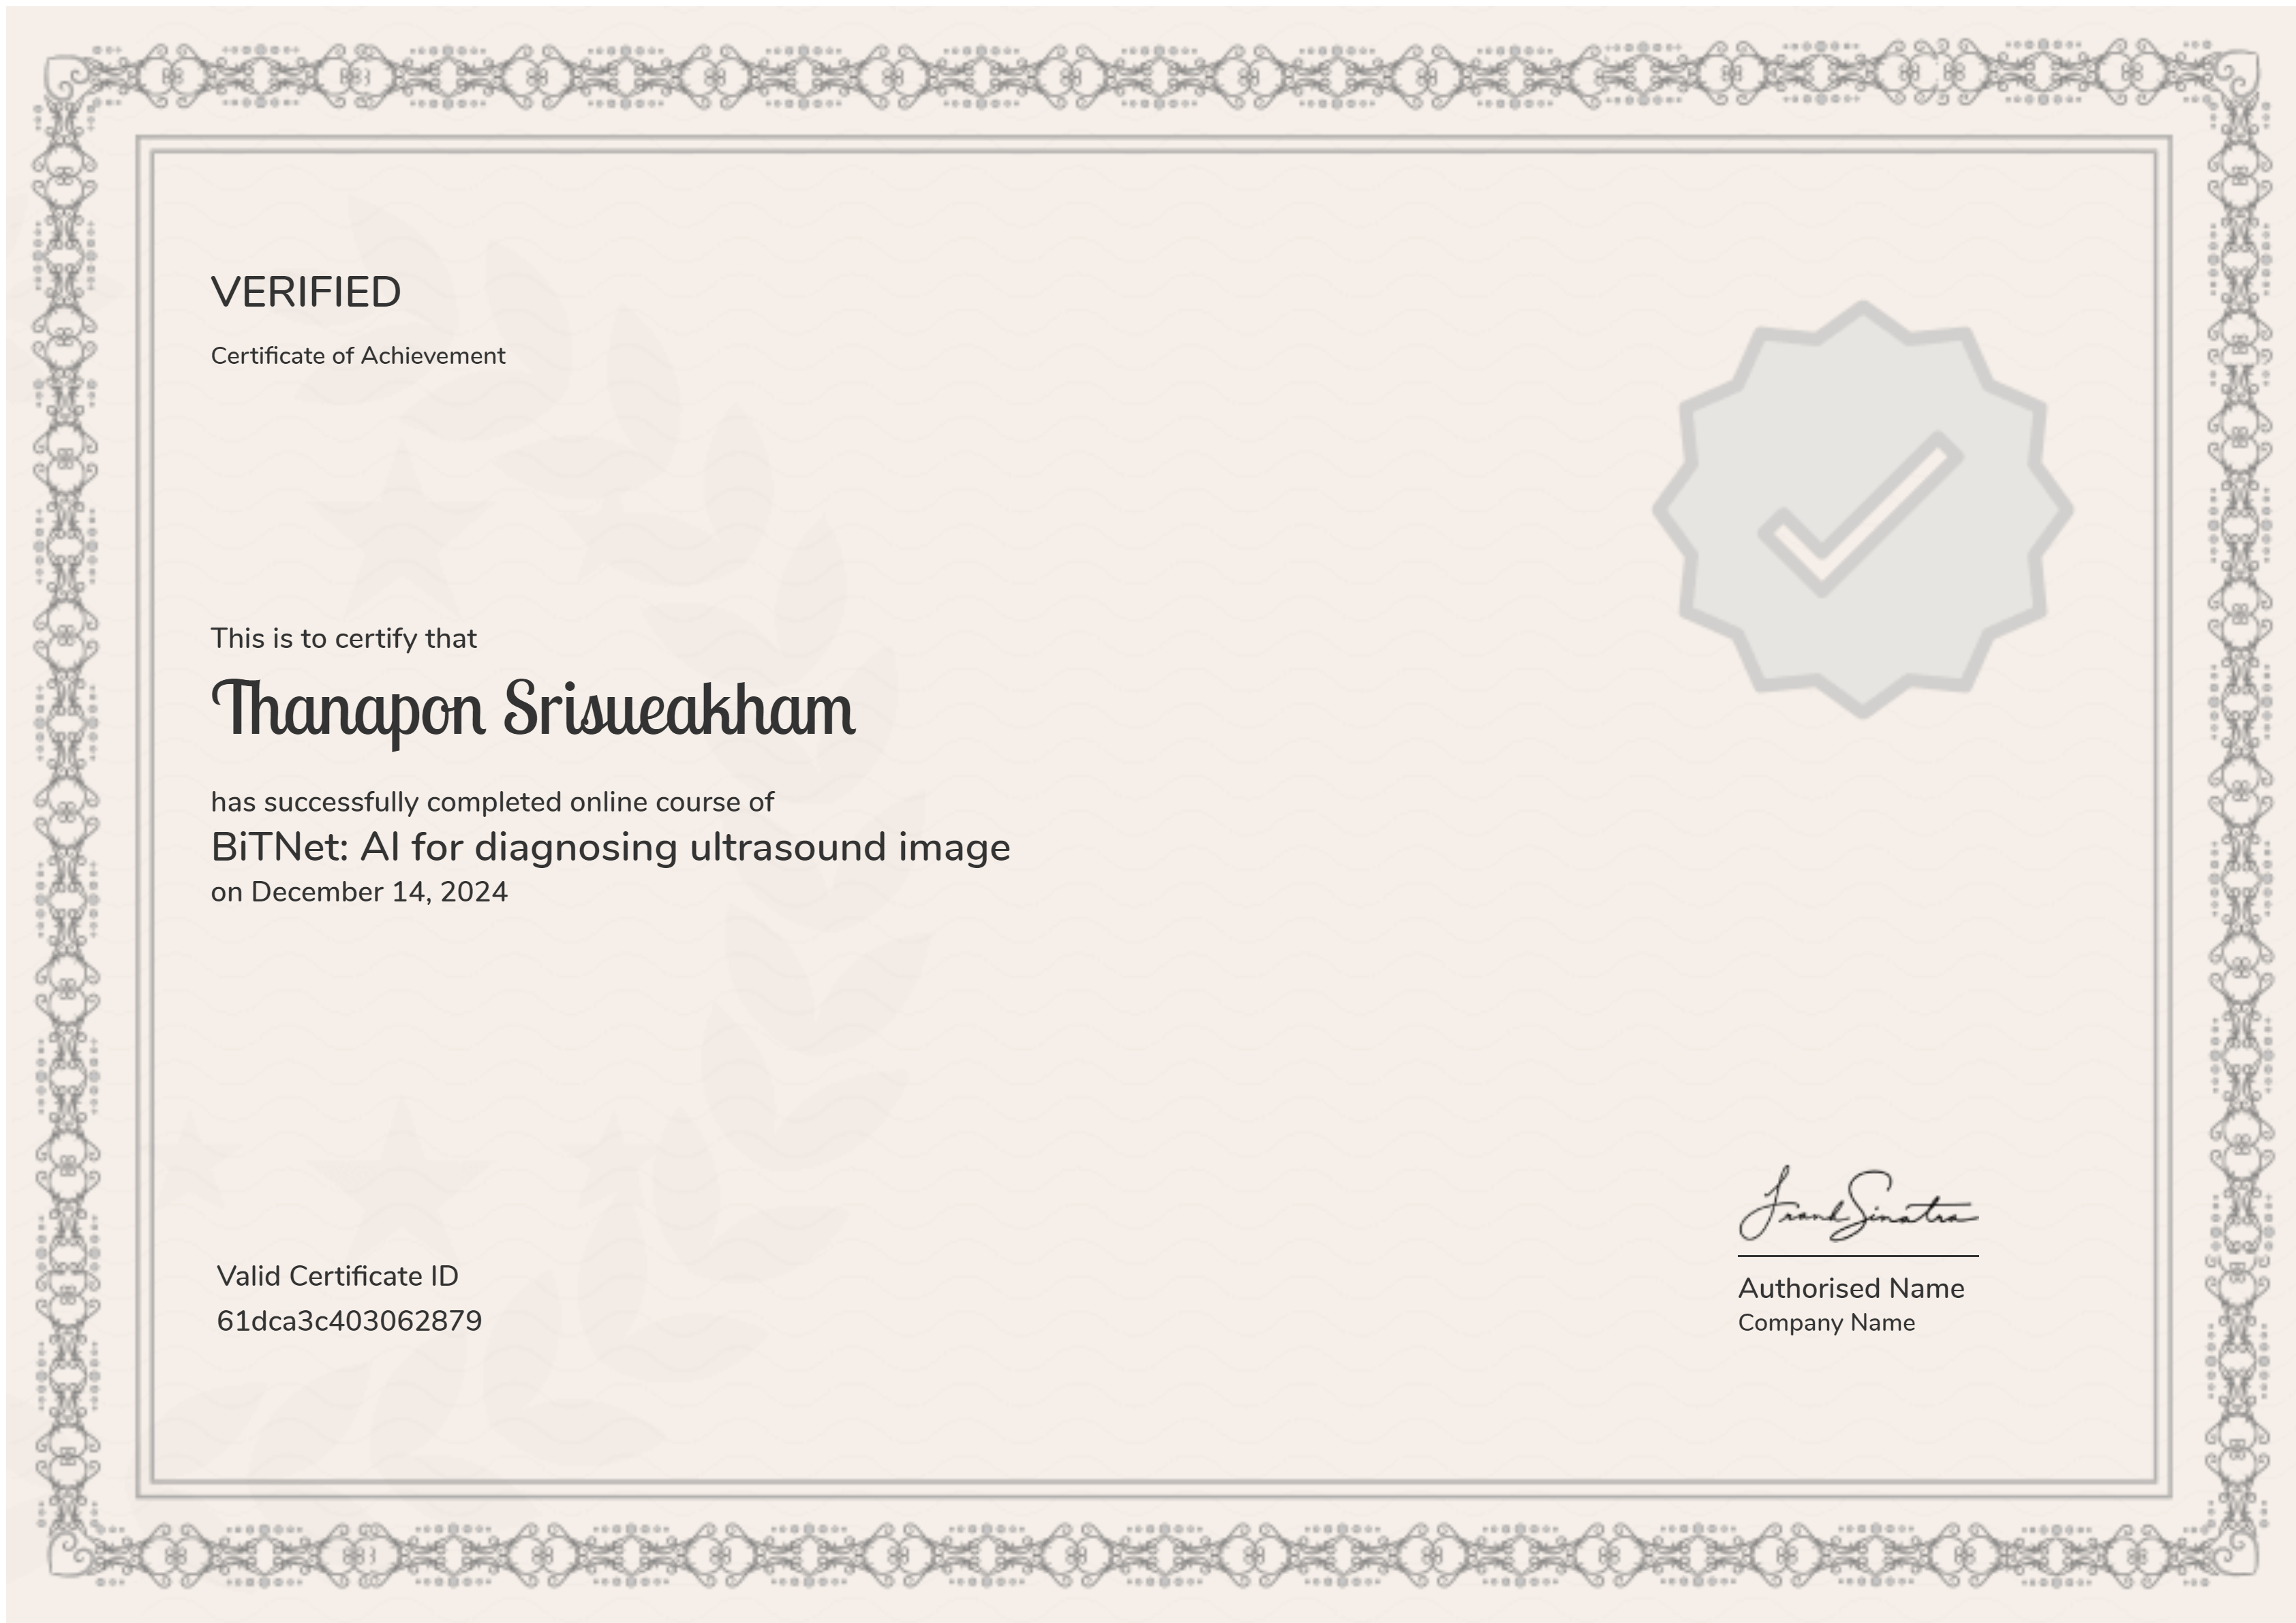 VERIFIED
Certificate of Achievement
This is to certify that
Thanapon Srisueakham
has successfully completed online course of
BiTNet: AI for diagnosing ultrasound image
on December 14, 2024
Valid Certificate ID
61dca3c403062879
Frank Sinatra
Authorised Name
Company Name